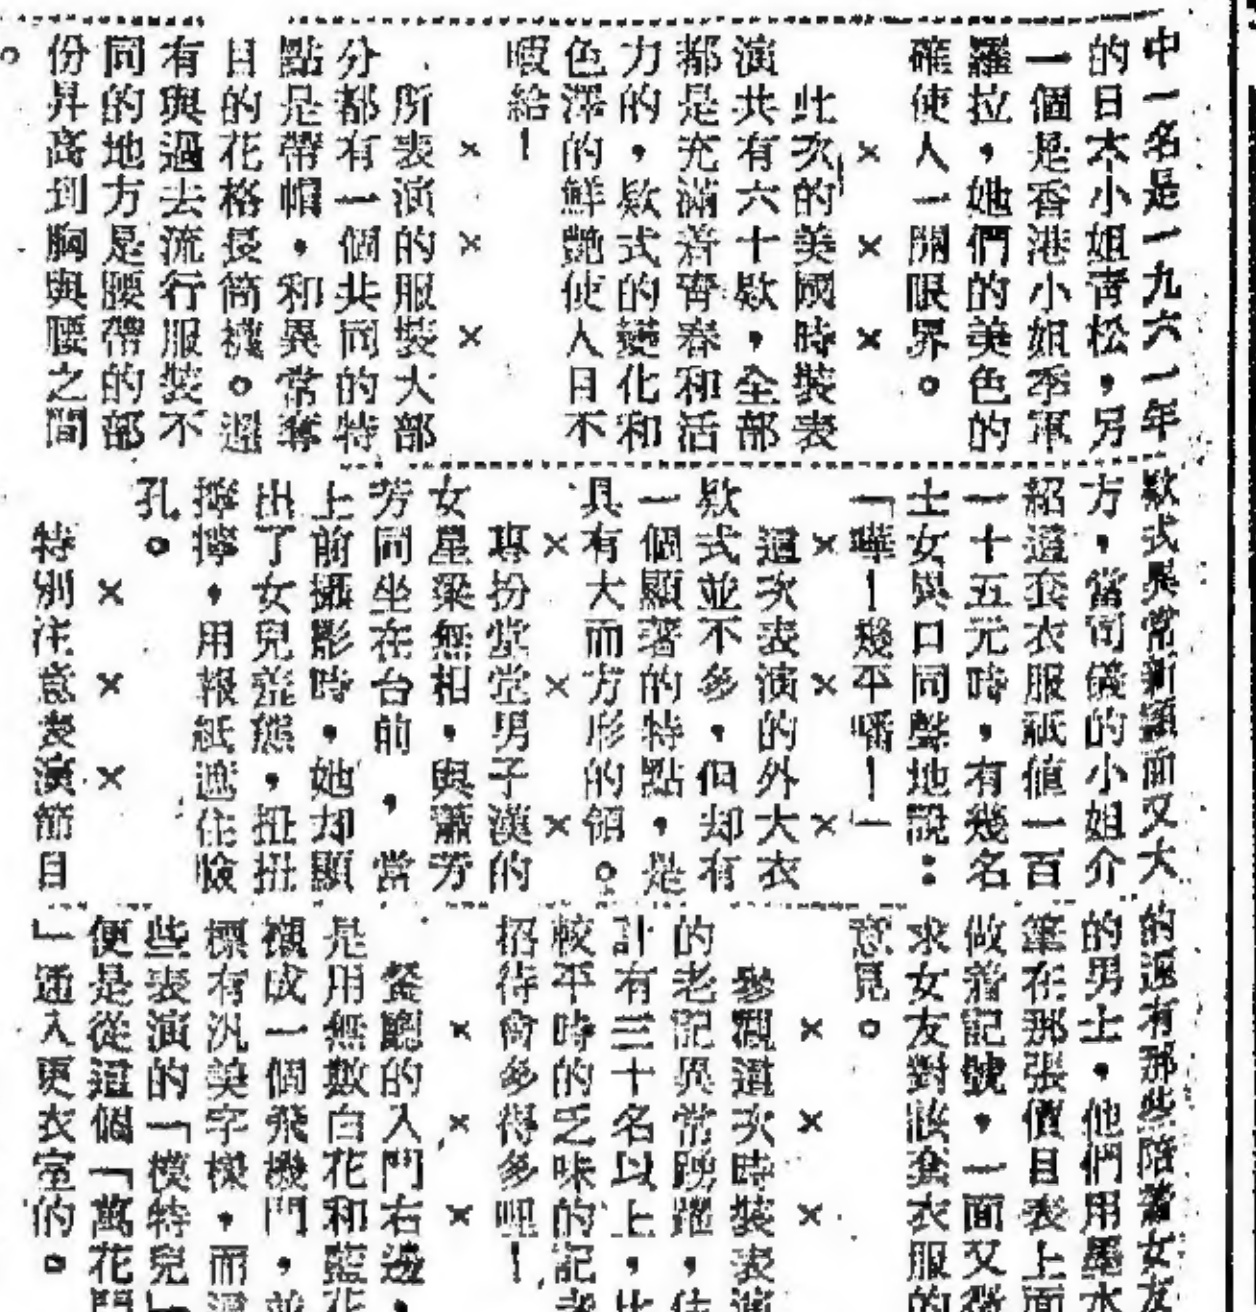 中一名是一九六一年
的日本小姐青松，另
一個是香港小姐季軍
羅拉，她們的美色的
確使人一開眼界。
×　×　×
此次的美國時裝表
演共有六十欵，全部
都是充滿着靑春和活
力的，欵式的變化和
色澤的鮮艷使人目不
暇給！
×　×　×
所表演的服裝大部
分都有一個共同的特
點是帶帽，和異常奪
目的花格長筒襪。還
有與過去流行服裝不
同的地方是腰帶的部
份昇高到胸與腰之間
。
欵式異常新穎而又大
方，當司儀的小姐介
紹這套衣服祇值一百
一十五元時，有幾名
士女異口同聲地說：
「嘩！幾平噃！」
×　×　×
這次表演的外大衣
欵式並不多，但却有
一個顯著的特點，是
具有大而方形的領。
×　×　×
專扮堂堂男子漢的
女星梁無相，與蕭芳
芳同坐在台前，當
上前攝影時，她却顯
出了女兒羞態，扭扭
擰擰，用報紙遮住臉
孔。
×　×　×
特別注意表演節目
的還有那些陪着女友
的男士，他們用墨水
筆在那張價目表上面
做着記號，一面又
求女友對該套衣服的
意見。
×　×　×
參觀這次時裝表演
的老記異常踴躍，估
計有三十名以上，比
較平時的乏味的記者
招待會多得多哩！
×　×　×
餐廳的入門右邊，
是用無數白花和藍花
襯成一個飛機門，並
標有汎美字樣，而這
些表演的「模特兒」
便是從這個「萬花門
」通入更衣室的。